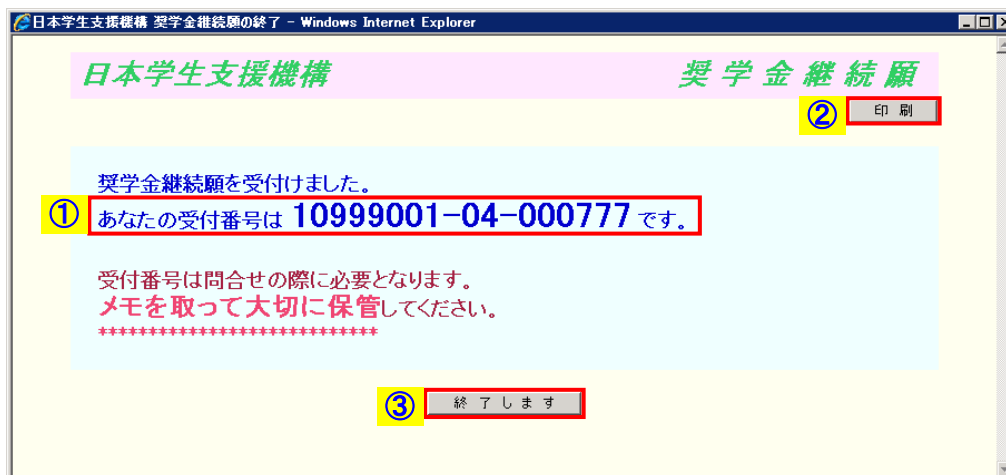 日本学生支援機構 奨学金継続願の終了 - Windows Internet Explorer
日本学生支援機構 奨学金継続願
② 印 刷
奨学金継続願を受付けました。
① あなたの受付番号は 10999001-04-000777 です。
受付番号は問合せの際に必要となります。
メモを取って大切に保管してください。
****************************
③ 終 了 し ま す